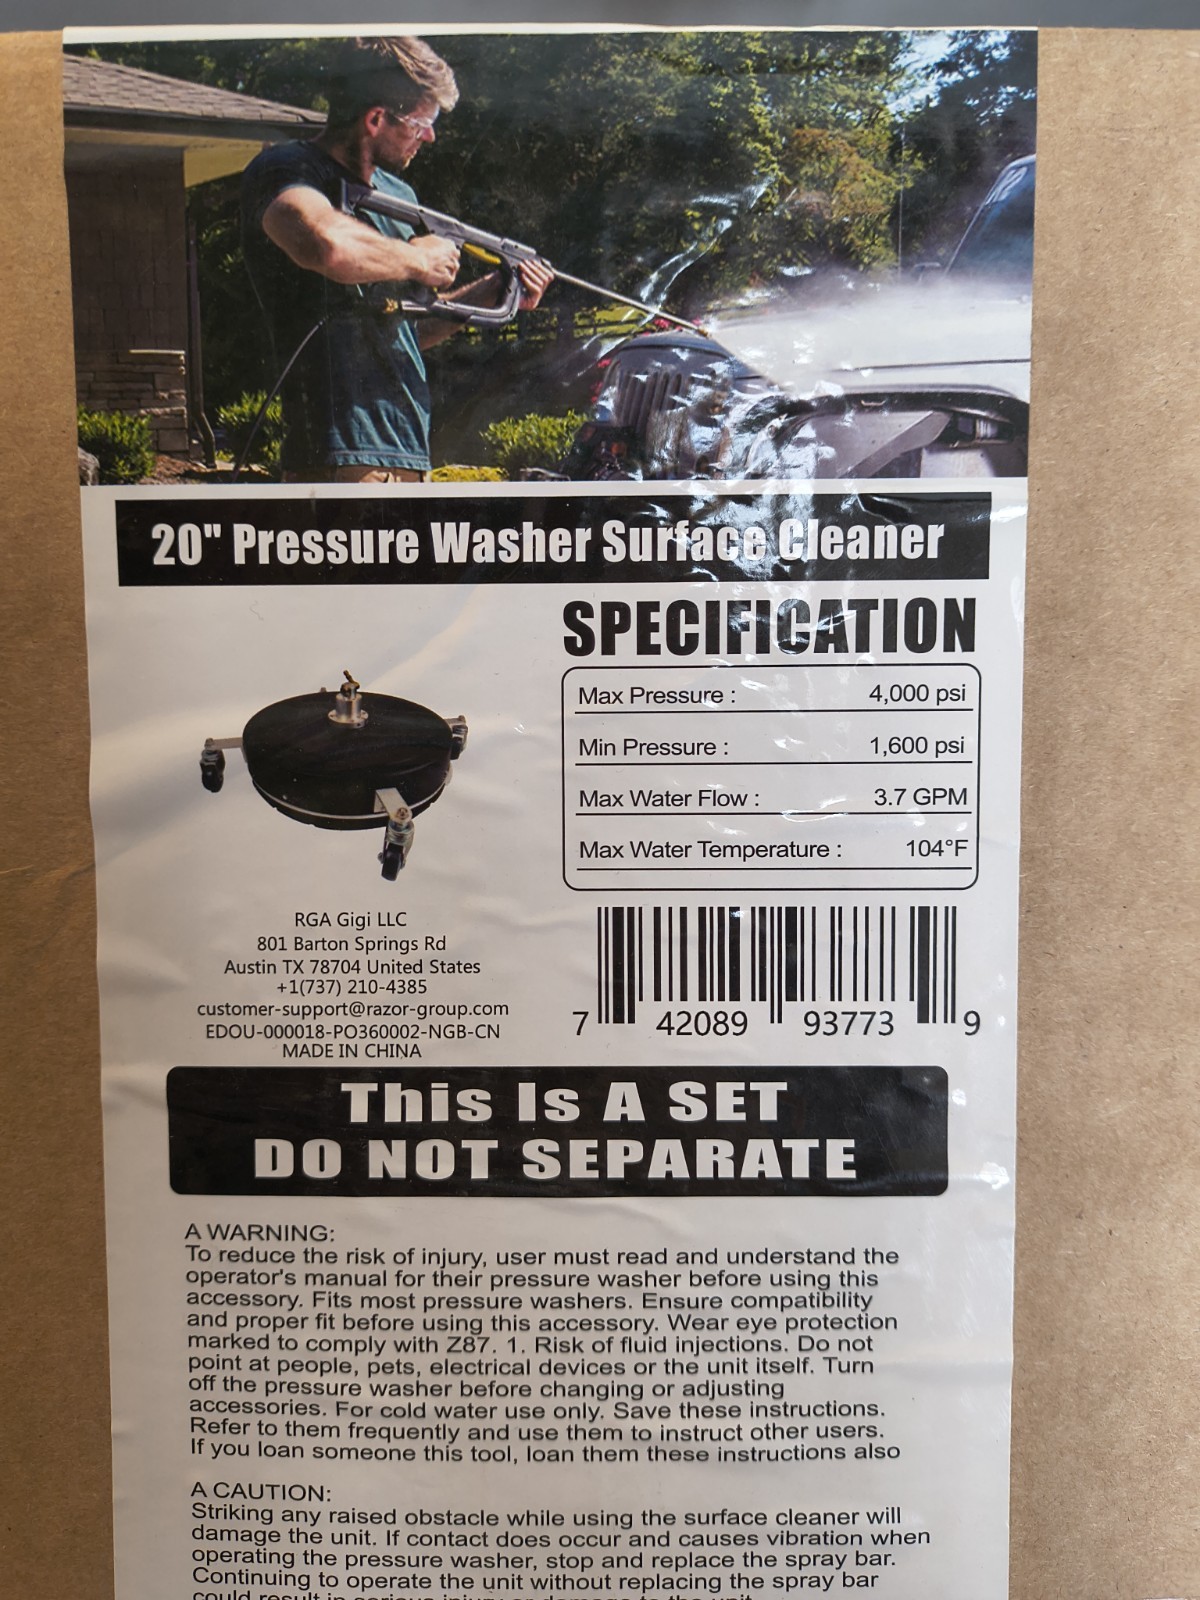 20" Pressure Washer Surface Cleaner
SPECIFICATION
Max Pressure : 4,000 psi
Min Pressure : 1,600 psi
Max Water Flow : 3.7 GPM
Max Water Temperature : 104°F
RGA Gigi LLC
801 Barton Springs Rd
Austin TX 78704 United States
+1(737) 210-4385
customer-support@razor-group.com
EDOU-000018-PO360002-NGB-CN
MADE IN CHINA
7 42089 93773 9
This Is A SET
DO NOT SEPARATE
A WARNING:
To reduce the risk of injury, user must read and understand the
operator's manual for their pressure washer before using this
accessory. Fits most pressure washers. Ensure compatibility
and proper fit before using this accessory. Wear eye protection
marked to comply with Z87. 1. Risk of fluid injections. Do not
point at people, pets, electrical devices or the unit itself. Turn
off the pressure washer before changing or adjusting
accessories. For cold water use only. Save these instructions.
Refer to them frequently and use them to instruct other users.
If you loan someone this tool, loan them these instructions also
A CAUTION:
Striking any raised obstacle while using the surface cleaner will
damage the unit. If contact does occur and causes vibration when
operating the pressure washer, stop and replace the spray bar.
Continuing to operate the unit without replacing the spray bar
could result in serious injury or damage to the unit.